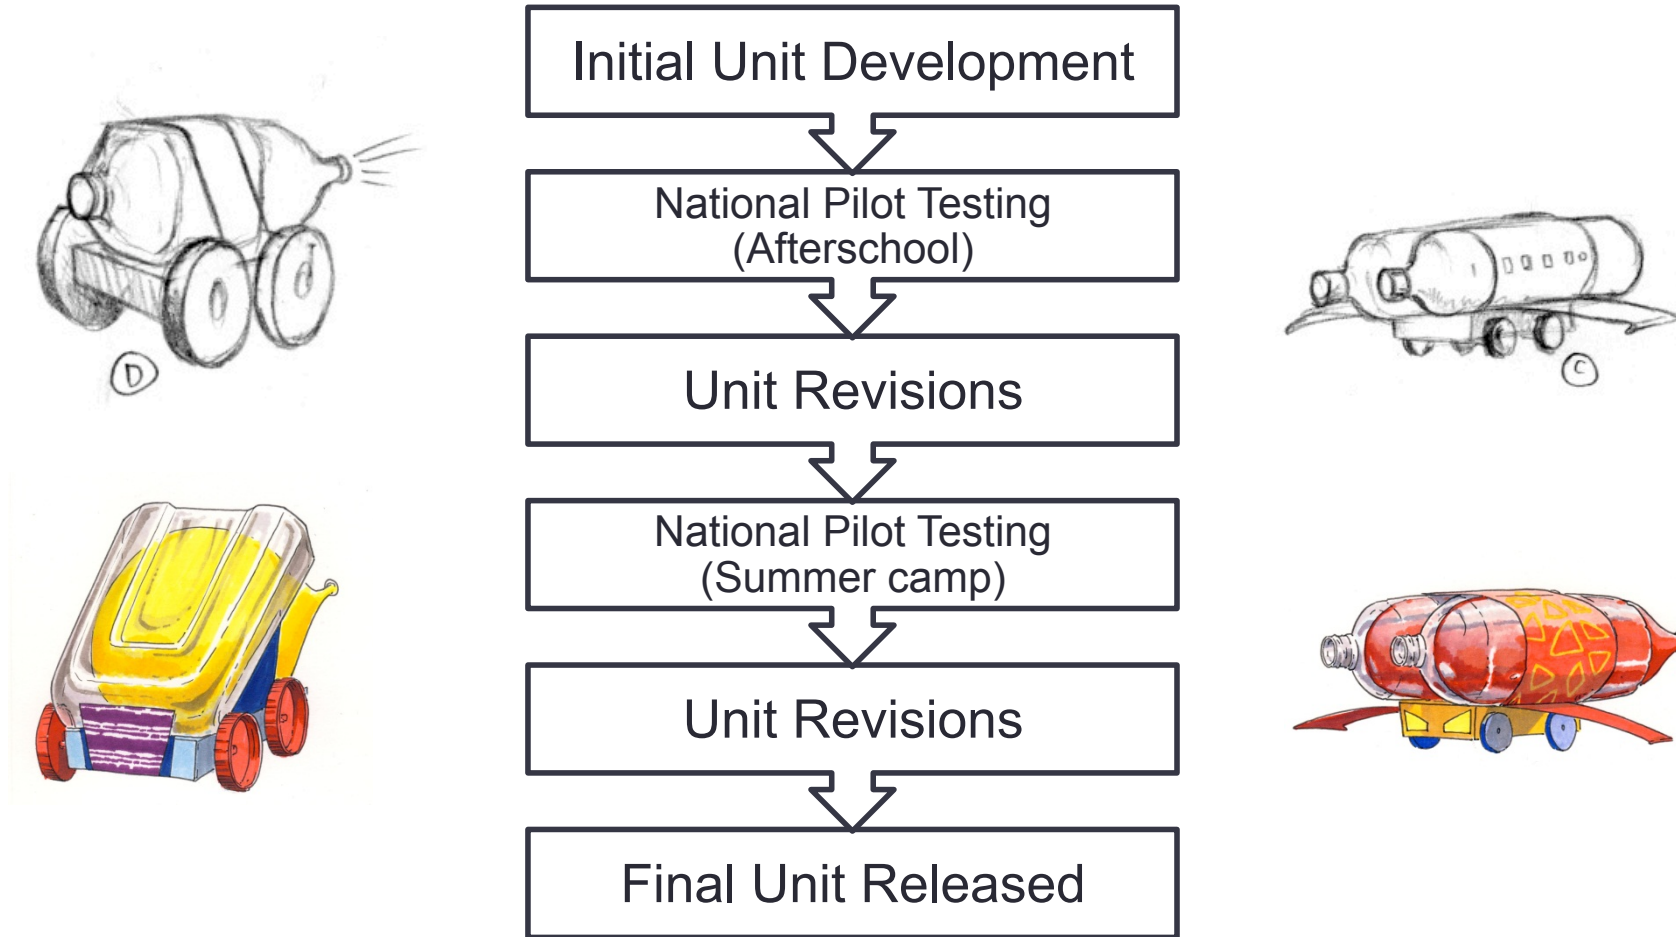 Initial Unit Development
National Pilot Testing
(Afterschool)
Unit Revisions
National Pilot Testing
(Summer camp)
Unit Revisions
Final Unit Released
D
C